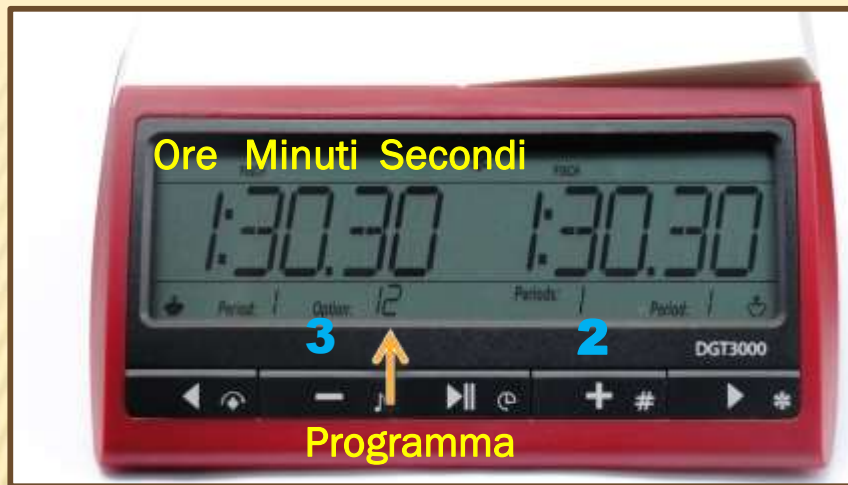 Ore Minuti Secondi
FISCH
1:30.30 1:30.30
Period: 1 Option: 12 Periods: 1 Period: 1
3 2
DGT3000
Programma